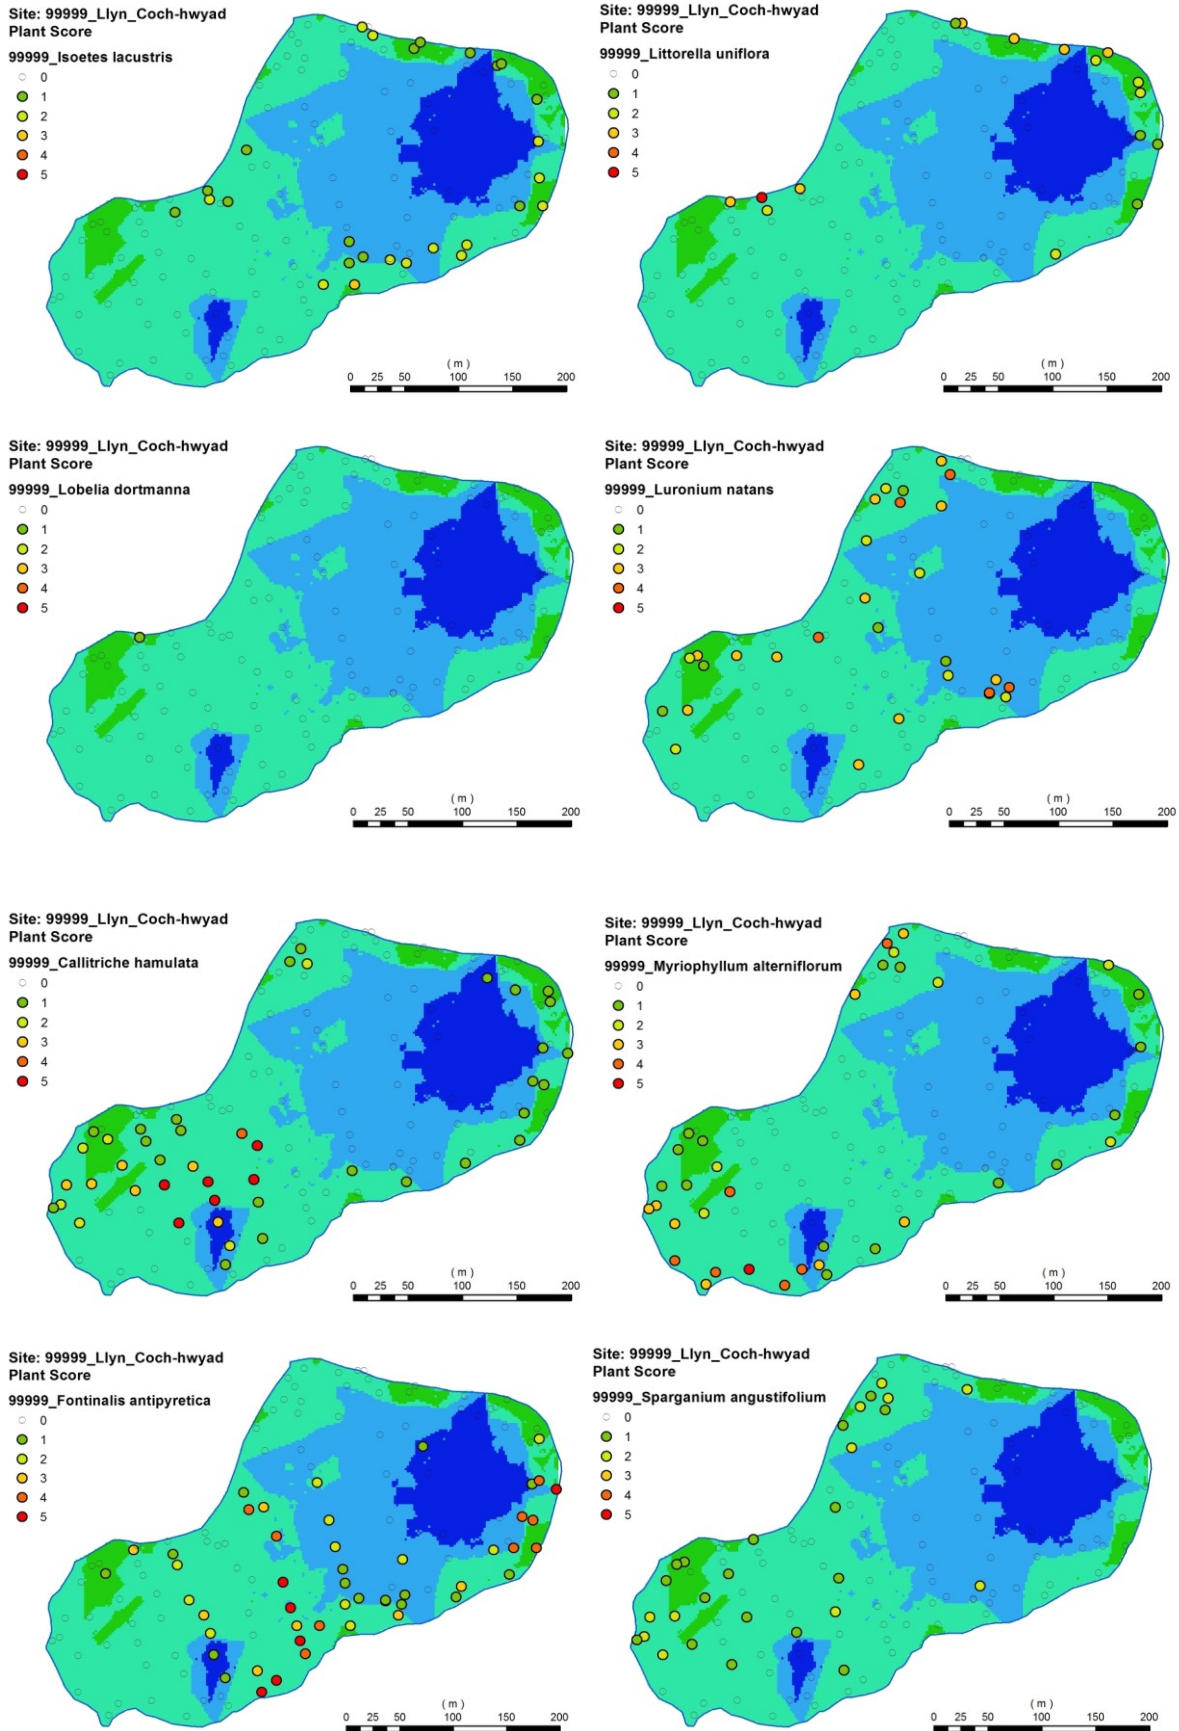 Site: 99999_Llyn_Coch-hwyad
Plant Score
99999_Isoetes lacustris
0
1
2
3
4
5
( m )
0 25 50 100 150 200
Site: 99999_Llyn_Coch-hwyad
Plant Score
99999_Littorella uniflora
0
1
2
3
4
5
( m )
0 25 50 100 150 200
Site: 99999_Llyn_Coch-hwyad
Plant Score
99999_Lobelia dortmanna
0
1
2
3
4
5
( m )
0 25 50 100 150 200
Site: 99999_Llyn_Coch-hwyad
Plant Score
99999_Luronium natans
0
1
2
3
4
5
( m )
0 25 50 100 150 200
Site: 99999_Llyn_Coch-hwyad
Plant Score
99999_Callitriche hamulata
0
1
2
3
4
5
( m )
0 25 50 100 150 200
Site: 99999_Llyn_Coch-hwyad
Plant Score
99999_Myriophyllum alterniflorum
0
1
2
3
4
5
( m )
0 25 50 100 150 200
Site: 99999_Llyn_Coch-hwyad
Plant Score
99999_Fontinalis antipyretica
0
1
2
3
4
5
( m )
0 25 50 100 150 200
Site: 99999_Llyn_Coch-hwyad
Plant Score
99999_Sparganium angustifolium
0
1
2
3
4
5
( m )
0 25 50 100 150 200